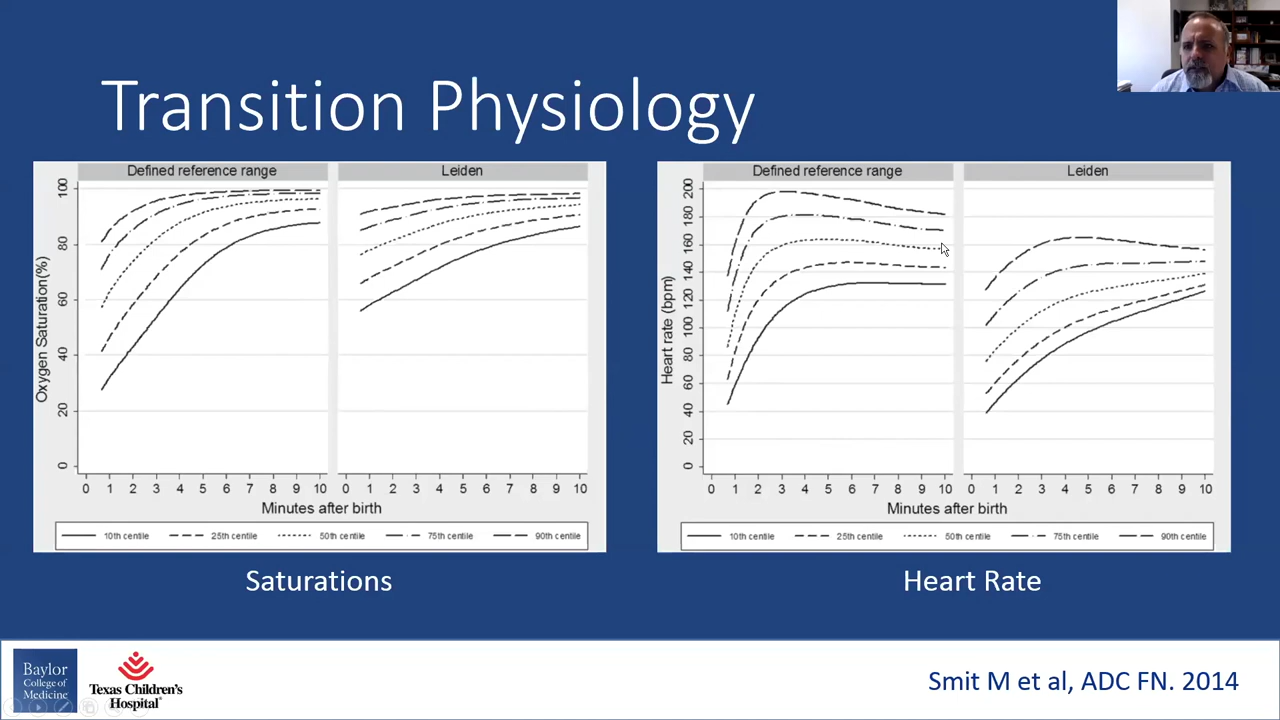 Transition Physiology
Defined reference range
Leiden
Oxygen Saturation(%)
100
80
60
40
20
0
0 1 2 3 4 5 6 7 8 9 10
0 1 2 3 4 5 6 7 8 9 10
Minutes after birth
10th centile 25th centile 50th centile 75th centile 90th centile
Saturations
Defined reference range
Leiden
Heart rate (bpm)
200
180
160
140
120
100
80
60
40
20
0
0 1 2 3 4 5 6 7 8 9 10
0 1 2 3 4 5 6 7 8 9 10
Minutes after birth
10th centile 25th centile 50th centile 75th centile 90th centile
Heart Rate
Baylor
College of
Medicine
Texas Children's
Hospital
Smit M et al, ADC FN. 2014